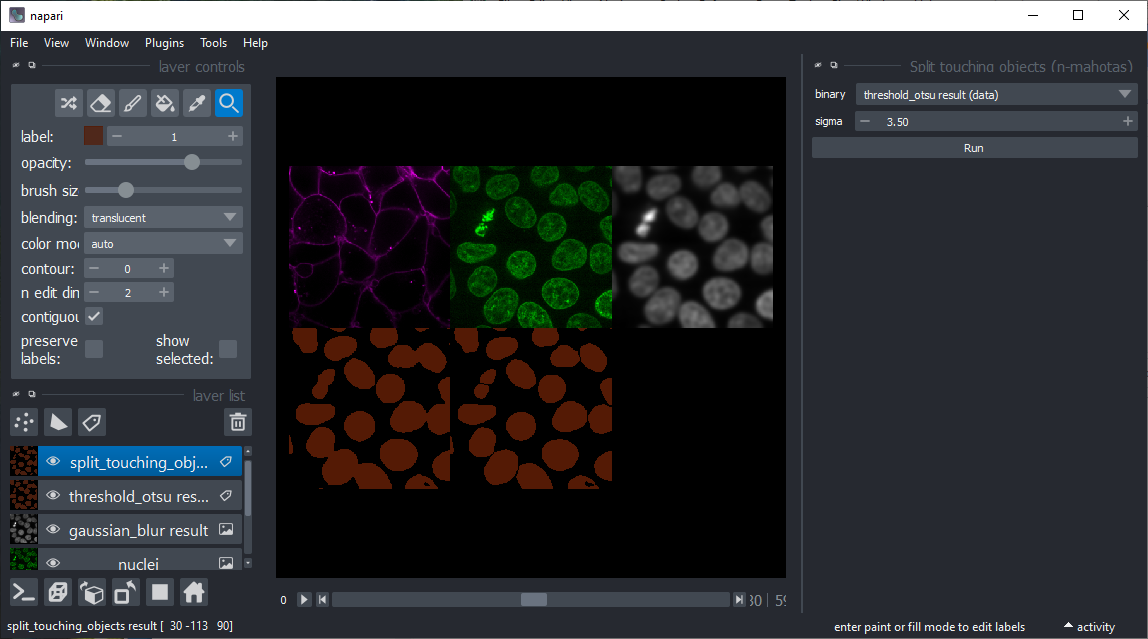 napari
File View Window Plugins Tools Help
layer controls
label: 1
opacity:
brush siz
blending: translucent
color mo auto
contour: 0
n edit din 2
contiguou
preserve labels: show selected:
layer list
split_touching_obj...
threshold_otsu res...
gaussian_blur result
nuclei
0 30 | 59
split_touching_objects result [ 30 -113 90]
Split touching objects (n-mahotas)
binary threshold_otsu result (data)
sigma 3.50
Run
enter paint or fill mode to edit labels
activity